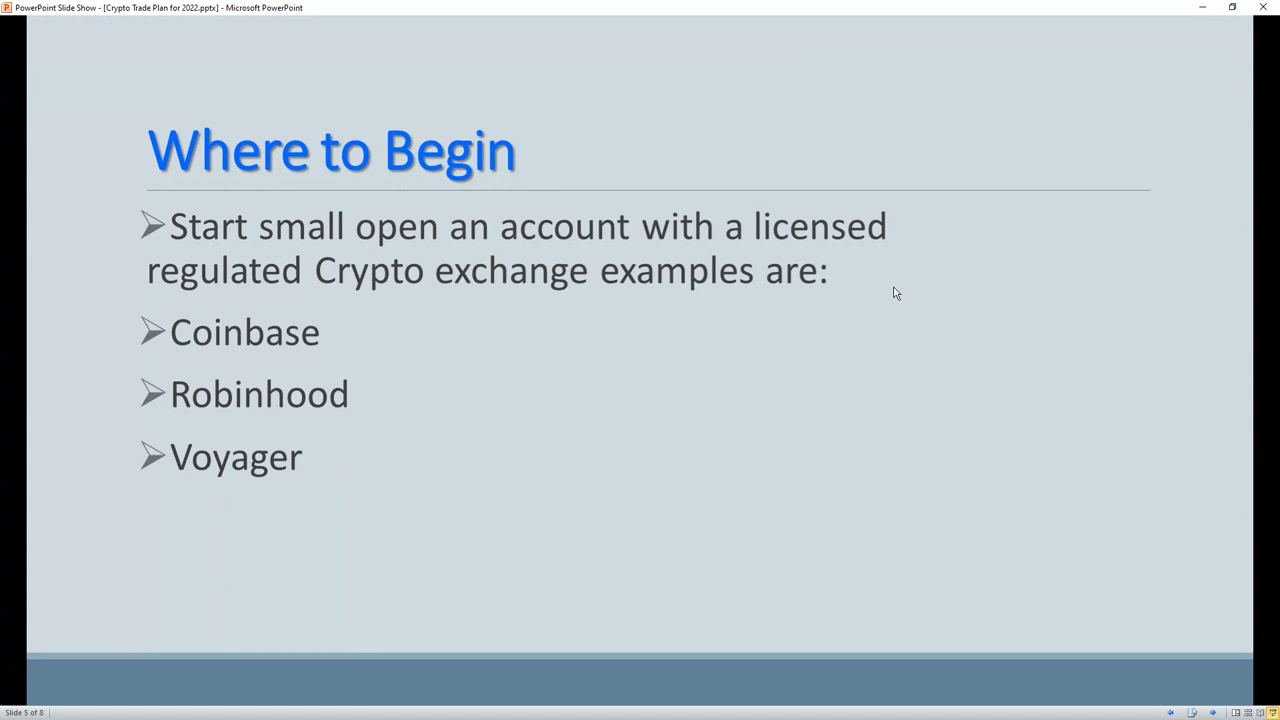 PowerPoint Slide Show - [Crypto Trade Plan for 2022.pptx] - Microsoft PowerPoint
Where to Begin
Start small open an account with a licensed
regulated Crypto exchange examples are:
Coinbase
Robinhood
Voyager
Slide 5 of 8